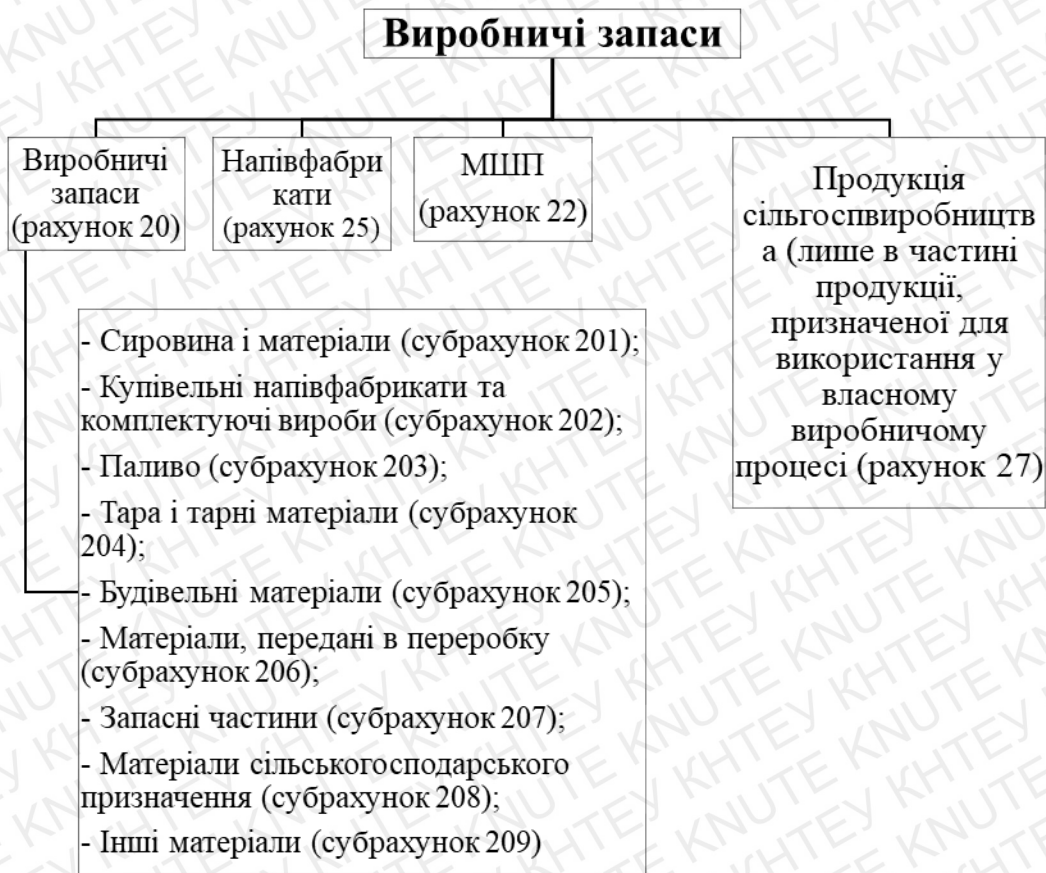 Виробничі запаси
Виробничі
запаси
(рахунок 20)
Напівфабри
кати
(рахунок 25)
МШП
(рахунок 22)
Продукція
сільгоспвиробництв
а (лише в частині
продукції,
призначеної для
використання у
власному
виробничому
процесі (рахунок 27)
- Сировина і матеріали (субрахунок 201);
- Купівельні напівфабрикати та
комплектуючі вироби (субрахунок 202);
- Паливо (субрахунок 203);
- Тара і тарні матеріали (субрахунок
204);
- Будівельні матеріали (субрахунок 205);
- Матеріали, передані в переробку
(субрахунок 206);
- Запасні частини (субрахунок 207);
- Матеріали сільськогосподарського
призначення (субрахунок 208);
- Інші матеріали (субрахунок 209)